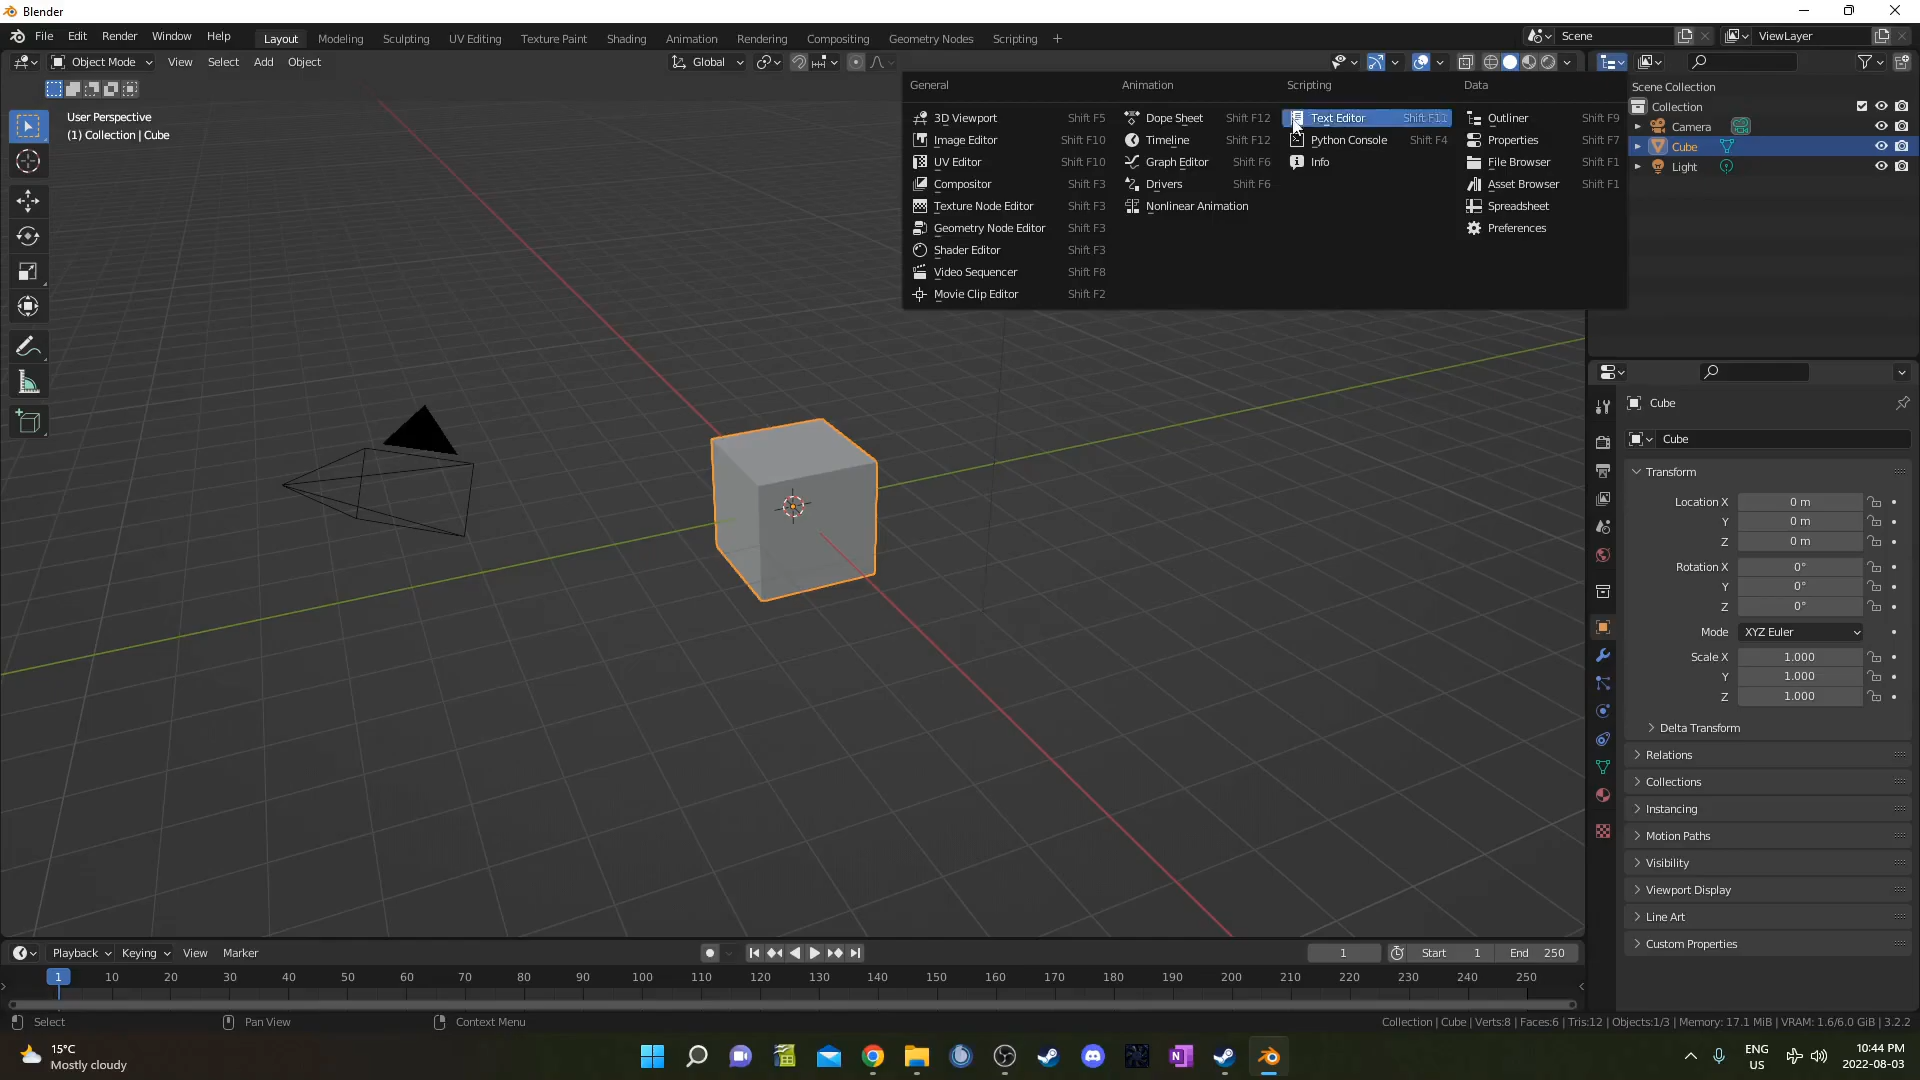 Blender
File Edit Render Window Help Layout Modeling Sculpting UV Editing Texture Paint Shading Animation Rendering Compositing Geometry Nodes Scripting Scene ViewLayer
Object Mode View Select Add Object Global
User Perspective
(1) Collection | Cube
General
3D Viewport Shift F5
Image Editor Shift F10
UV Editor Shift F10
Compositor Shift F3
Texture Node Editor Shift F3
Geometry Node Editor Shift F3
Shader Editor Shift F3
Video Sequencer Shift F8
Movie Clip Editor Shift F2
Animation
Dope Sheet Shift F12
Timeline Shift F12
Graph Editor Shift F6
Drivers Shift F6
Nonlinear Animation
Scripting
Text Editor Shift F11
Python Console Shift F4
Info
Data
Outliner Shift F9
Properties Shift F7
File Browser Shift F1
Asset Browser Shift F1
Spreadsheet
Preferences
Scene Collection
Collection
Camera
Cube
Light
Cube
Cube
Transform
Location X 0 m
Y 0 m
Z 0 m
Rotation X 0°
Y 0°
Z 0°
Mode XYZ Euler
Scale X 1.000
Y 1.000
Z 1.000
Delta Transform
Relations
Collections
Instancing
Motion Paths
Visibility
Viewport Display
Line Art
Custom Properties
Playback Keying View Marker 1 Start 1 End 250
1 10 20 30 40 50 60 70 80 90 100 110 120 130 140 150 160 170 180 190 200 210 220 230 240 250
Select Pan View Context Menu Collection | Cube | Verts:8 | Faces:6 | Tris:12 | Objects:1/3 | Memory: 17.1 MiB | VRAM: 1.6/6.0 GiB | 3.2.2
15°C
Mostly cloudy
ENG
US
10:44 PM
2022-08-03